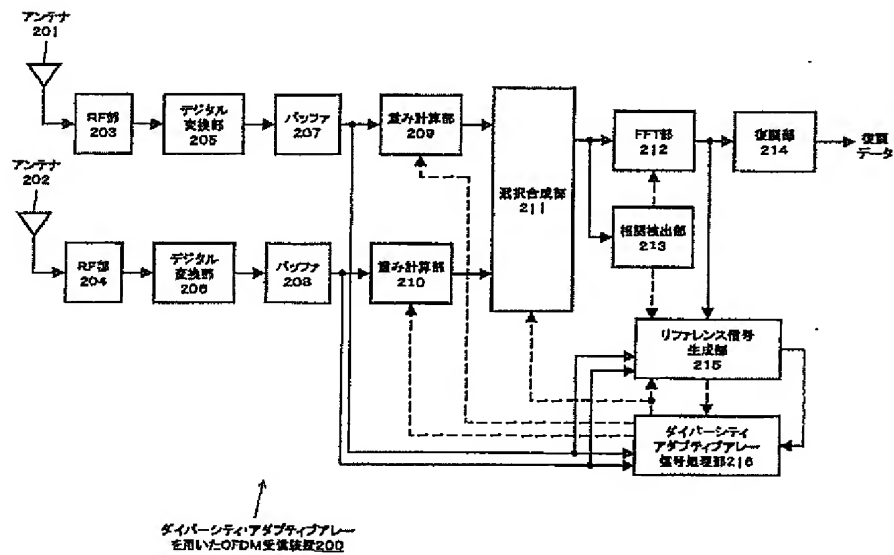 アンテナ
201
RF部
203
デジタル
変換部
205
バッファ
207
重み計算部
209
選択合成部
211
FFT部
212
復調部
214
復調
データ
アンテナ
202
RF部
204
デジタル
変換部
206
バッファ
208
重み計算部
210
相関検出部
213
リファレンス信号
生成部
215
ダイバーシティ
アダプティブアレー
信号処理部216
ダイバーシティ・アダプティブアレー
を用いたOFDM受信装置200